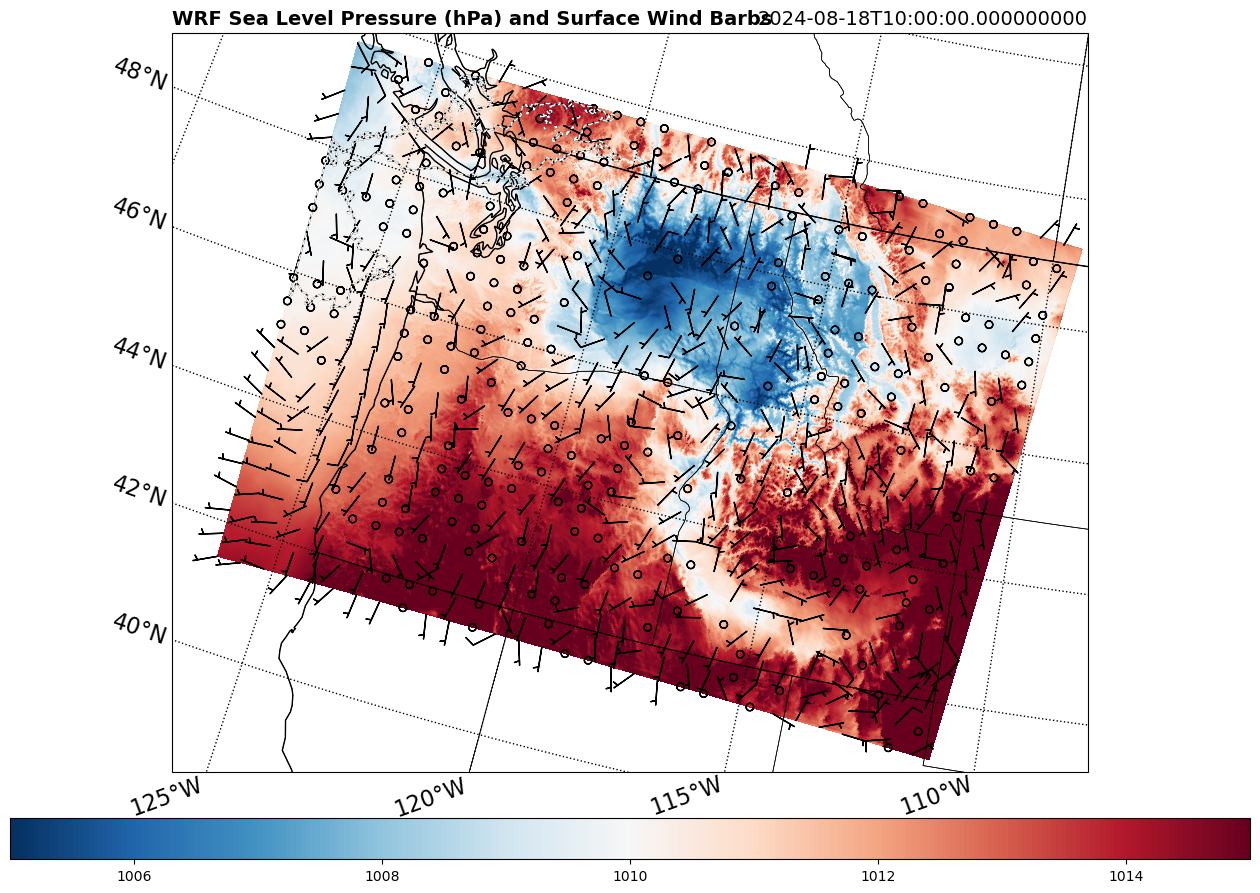 WRF Sea Level Pressure (hPa) and Surface Wind Barbs 2024-08-18T10:00:00.000000000
48°N
46°N
44°N
42°N
40°N
125°W 120°W 115°W 110°W
1006 1008 1010 1012 1014